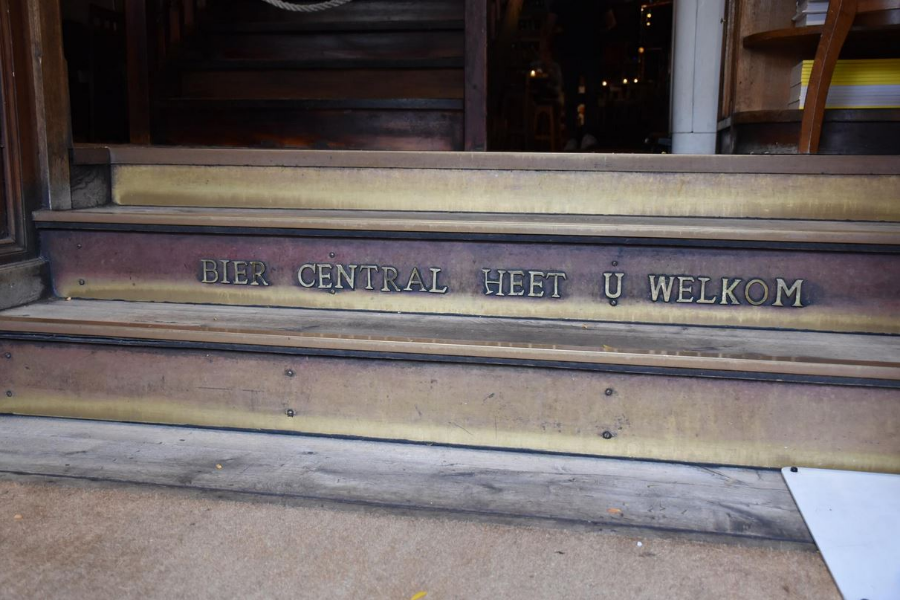 BIER CENTRAL HEET U WELKOM